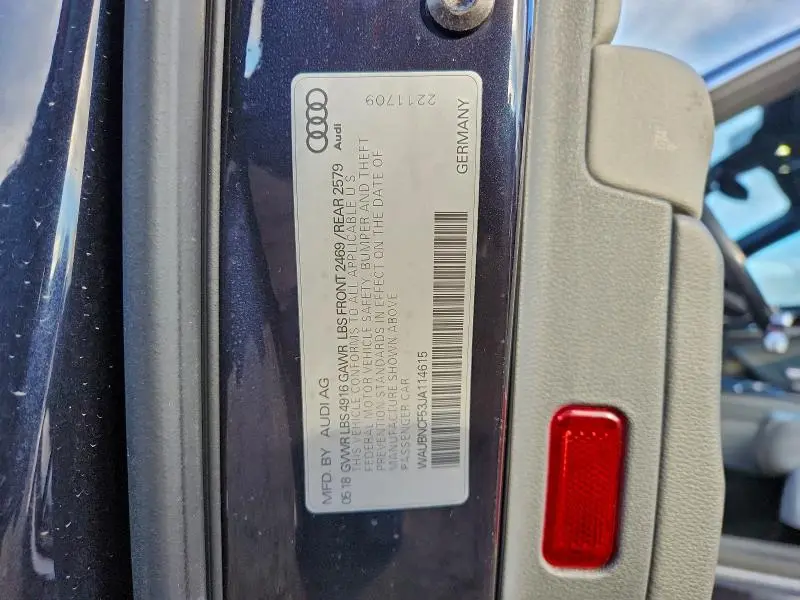 MFD. BY AUDI AG
Audi
05 18 GVWR LBS 4916 GAWR LBS FRONT 2469 / REAR 2579
THIS VEHICLE CONFORMS TO ALL APPLICABLE U S
FEDERAL MOTOR VEHICLE SAFETY, BUMPER AND THEFT
PREVENTION STANDARDS IN EFFECT ON THE DATE OF
MANUFACTURE SHOWN ABOVE
PASSENGER CAR
WAUBNCF53JA114615
GERMANY
2211709